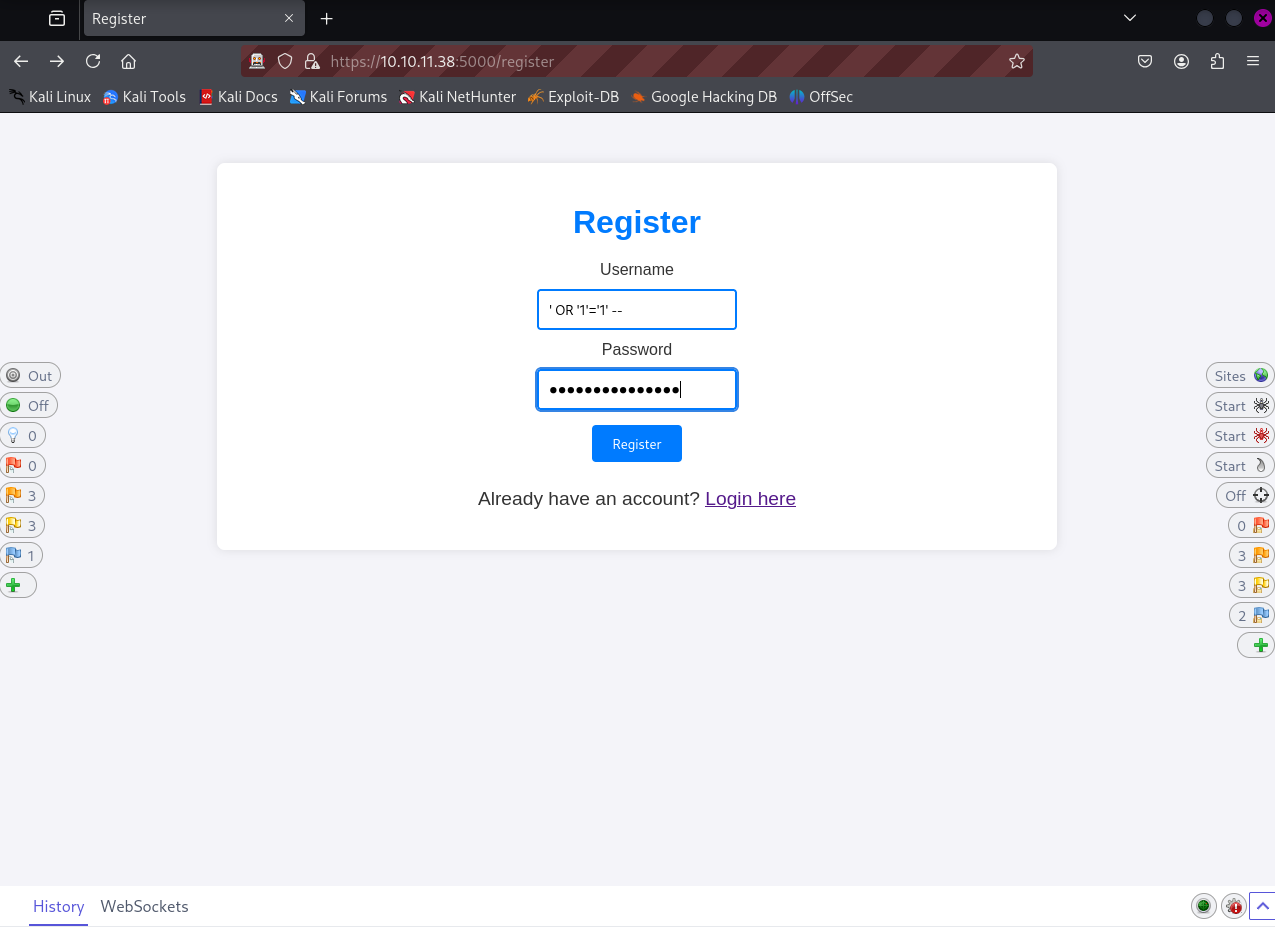 Register
https://10.10.11.38:5000/register
Kali Linux Kali Tools Kali Docs Kali Forums Kali NetHunter Exploit-DB Google Hacking DB OffSec
Register
Username
' OR '1'='1' --
Password
•••••••••••••••
Register
Already have an account? Login here
Out
Off
0
0
3
3
1
Sites
Start
Start
Start
Off
0
3
3
2
History WebSockets